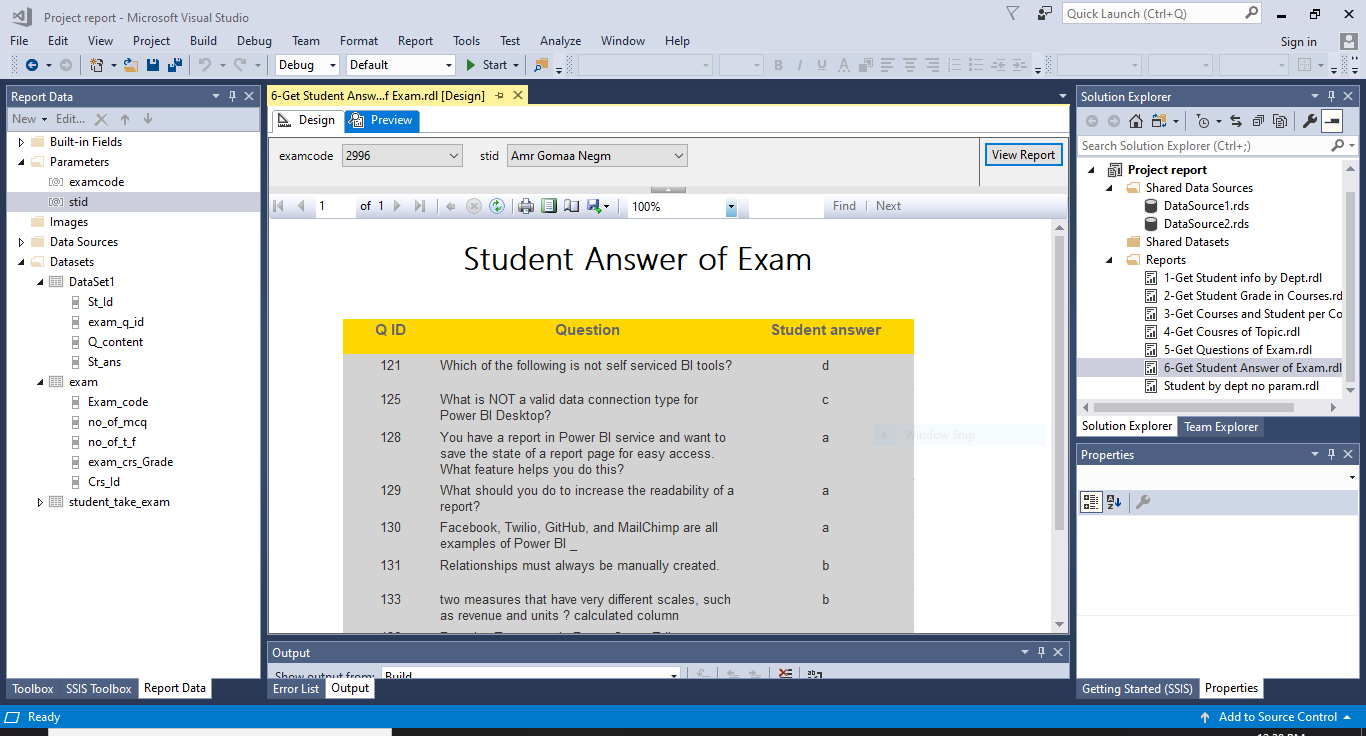 Project report - Microsoft Visual Studio
Quick Launch (Ctrl+Q)
File Edit View Project Build Debug Team Format Report Tools Test Analyze Window Help
Sign in
Debug Default Start
B I U A
Report Data
New Edit...
Built-in Fields
Parameters
examcode
stid
Images
Data Sources
Datasets
DataSet1
St_Id
exam_q_id
Q_content
St_ans
exam
Exam_code
no_of_mcq
no_of_t_f
exam_crs_Grade
Crs_Id
student_take_exam
Toolbox SSIS Toolbox Report Data
6-Get Student Answ...f Exam.rdl [Design]
Design Preview
examcode 2996 stid Amr Gomaa Negm View Report
1 of 1 100% Find | Next
Student Answer of Exam
Q ID Question Student answer
121 Which of the following is not self serviced BI tools? d
125 What is NOT a valid data connection type for c
Power BI Desktop?
128 You have a report in Power BI service and want to a
save the state of a report page for easy access.
What feature helps you do this?
129 What should you do to increase the readability of a a
report?
130 Facebook, Twilio, GitHub, and MailChimp are all a
examples of Power BI _
131 Relationships must always be manually created. b
133 two measures that have very different scales, such b
as revenue and units ? calculated column
Window Snip
Output
Show output from: Build
Error List Output
Solution Explorer
Search Solution Explorer (Ctrl+;)
Project report
Shared Data Sources
DataSource1.rds
DataSource2.rds
Shared Datasets
Reports
1-Get Student info by Dept.rdl
2-Get Student Grade in Courses.rd
3-Get Courses and Student per Co
4-Get Cousres of Topic.rdl
5-Get Questions of Exam.rdl
6-Get Student Answer of Exam.rdl
Student by dept no param.rdl
Solution Explorer Team Explorer
Properties
Getting Started (SSIS) Properties
Ready
Add to Source Control